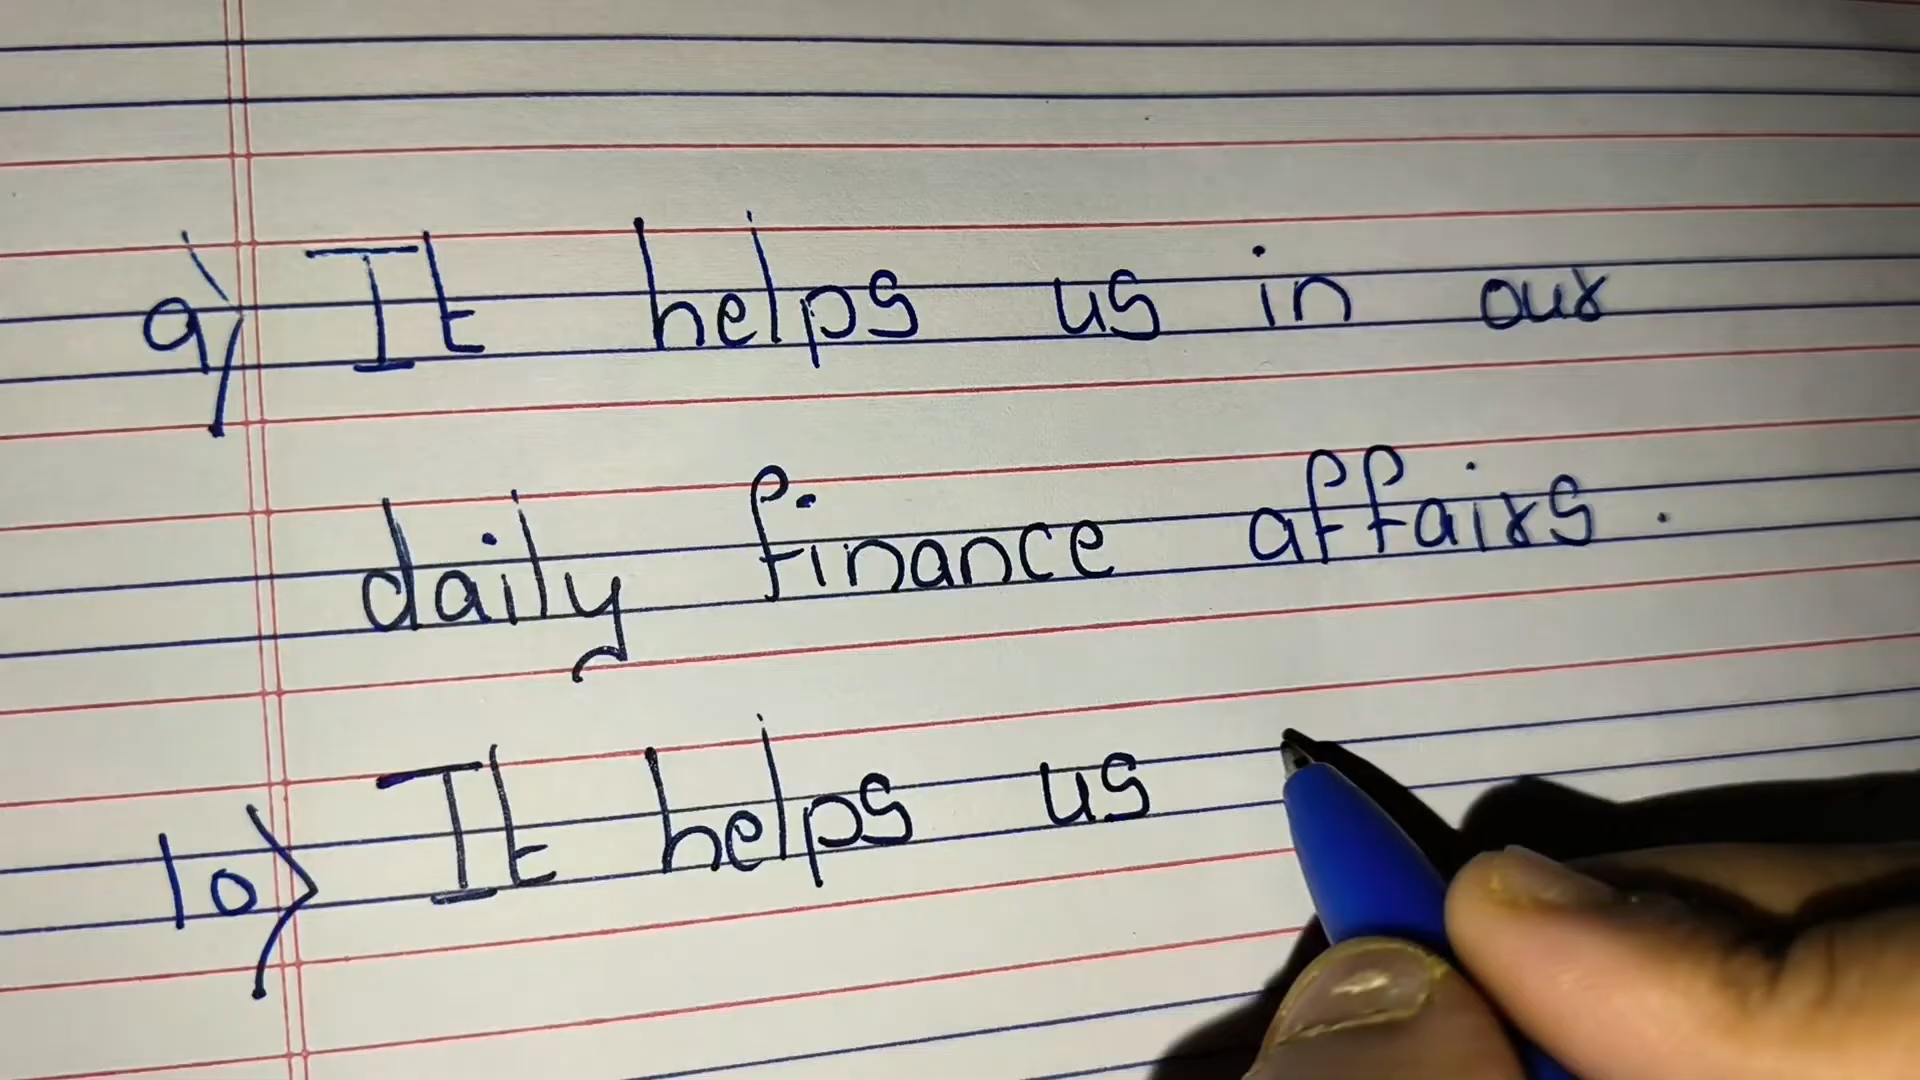 9) It helps us in our
daily finance affairs.
10) It helps us